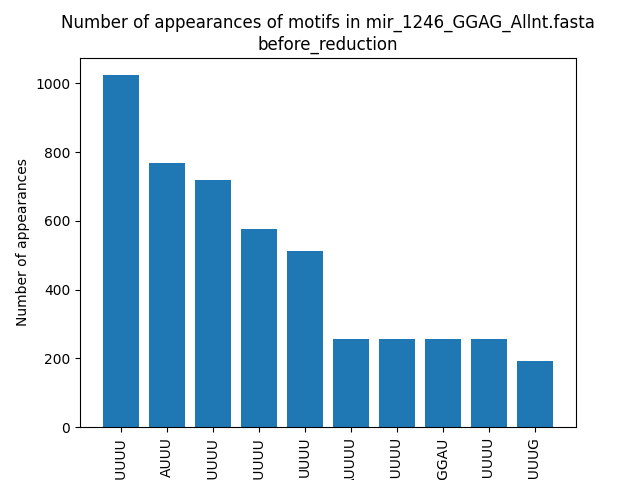 Number of appearances of motifs in mir_1246_GGAG_Allnt.fasta
before_reduction
Number of appearances
1000
800
600
400
200
0
UUUU
AUUU
UUUU
UUUU
UUUU
UUUU
UUUU
GGAU
UUUU
UUUG